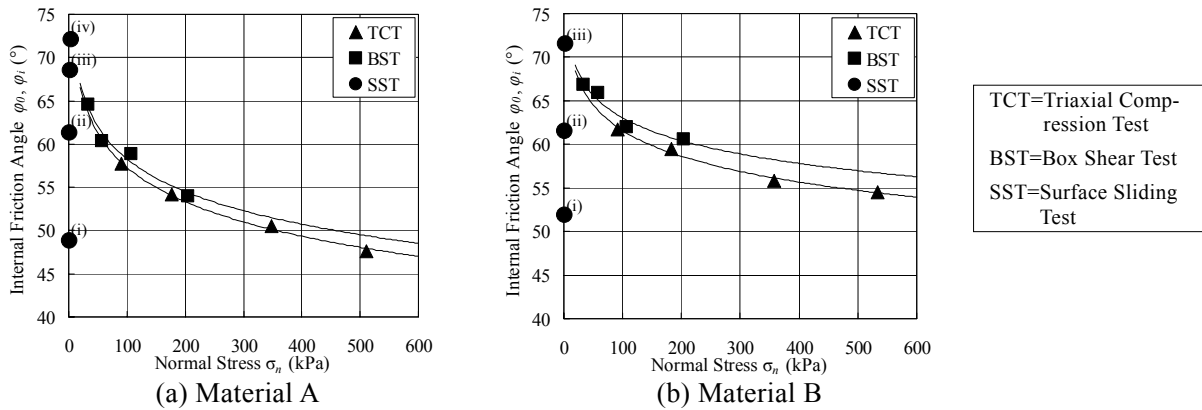 75
70
65
60
55
50
45
40
Internal Friction Angle φ0, φi (°)
(iv)
(iii)
(ii)
(i)
TCT
BST
SST
0 100 200 300 400 500 600
Normal Stress σn (kPa)
(a) Material A
75
70
65
60
55
50
45
40
Internal Friction Angle φ0, φi (°)
(iii)
(ii)
(i)
TCT
BST
SST
0 100 200 300 400 500 600
Normal Stress σn (kPa)
(b) Material B
TCT=Triaxial Comp-
ression Test
BST=Box Shear Test
SST=Surface Sliding
Test